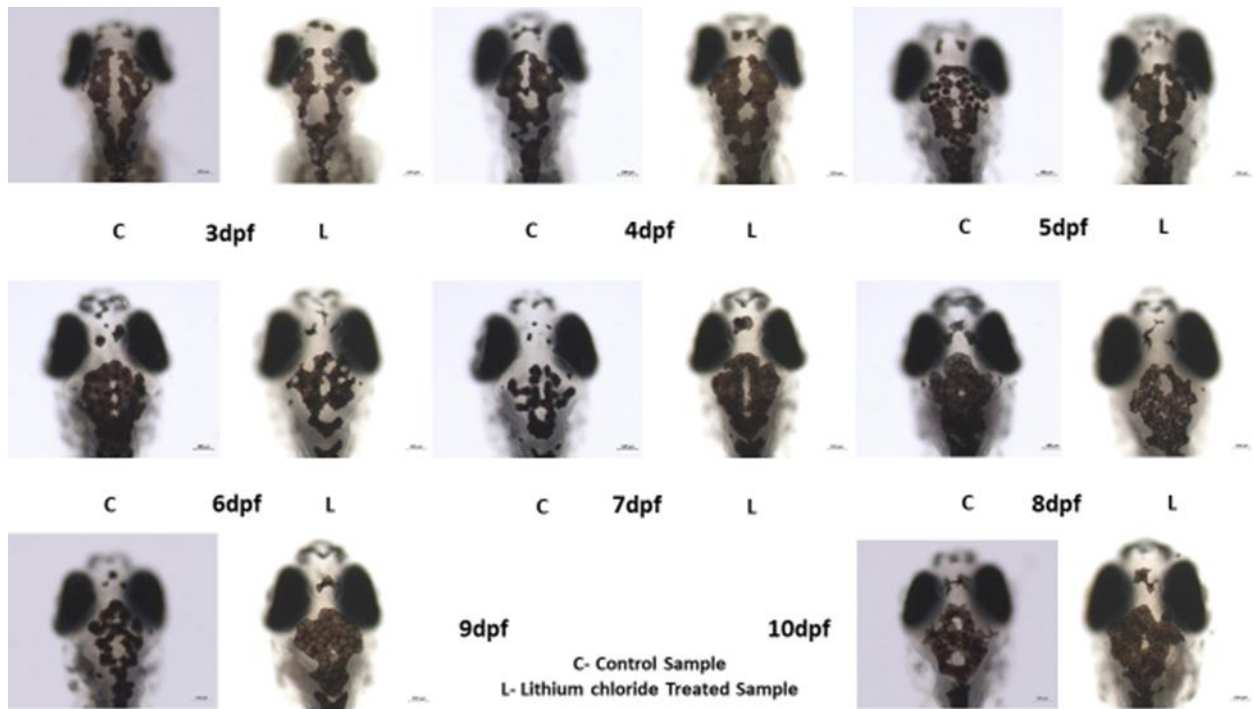 C 3dpf L C 4dpf L C 5dpf L
C 6dpf L C 7dpf L C 8dpf L
9dpf 10dpf
C- Control Sample
L- Lithium chloride Treated Sample